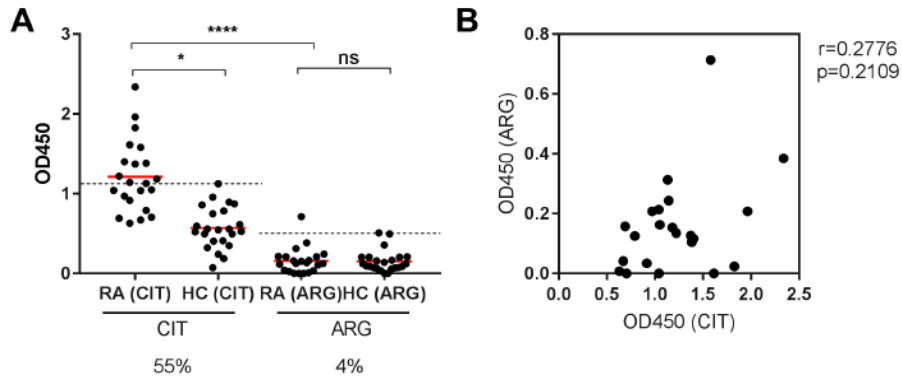 A
B
3
2
1
0
OD450
****
*
ns
RA (CIT) HC (CIT) RA (ARG)HC (ARG)
CIT
ARG
55%
4%
0.8
0.6
0.4
0.2
0.0
OD450 (ARG)
r=0.2776
p=0.2109
0.0 0.5 1.0 1.5 2.0 2.5
OD450 (CIT)